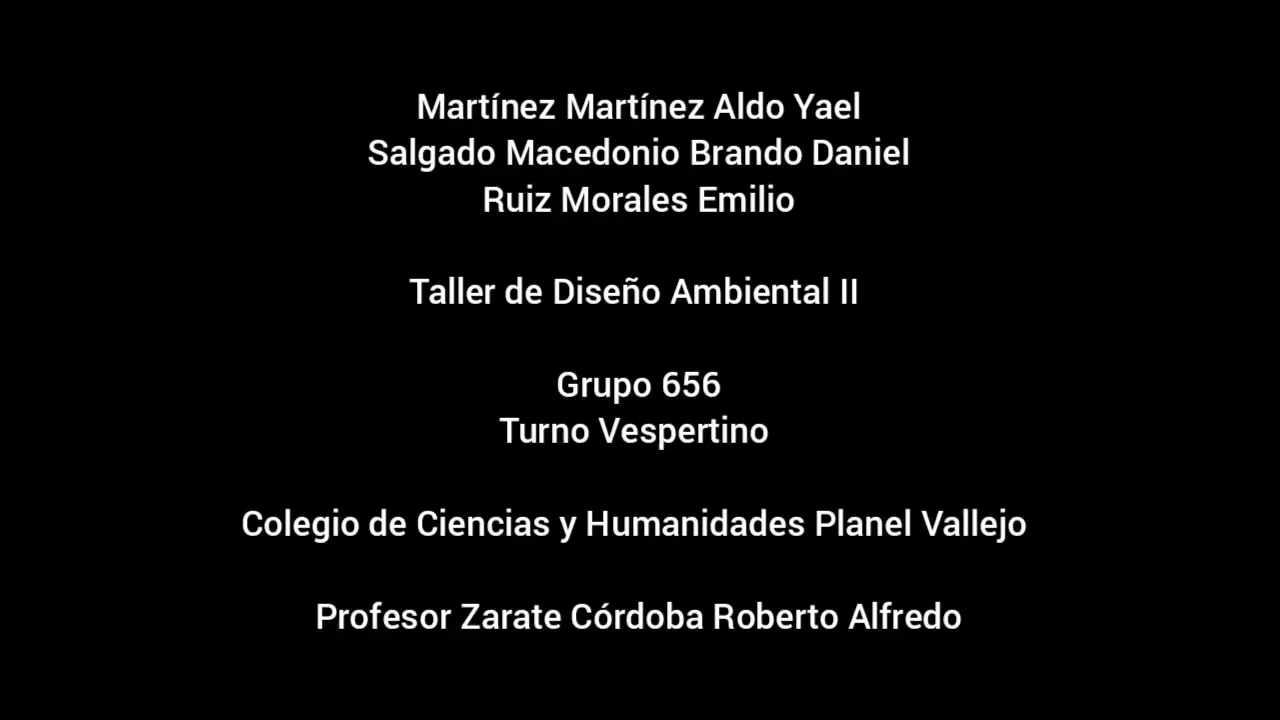 Martínez Martínez Aldo Yael
Salgado Macedonio Brando Daniel
Ruiz Morales Emilio
Taller de Diseño Ambiental II
Grupo 656
Turno Vespertino
Colegio de Ciencias y Humanidades Planel Vallejo
Profesor Zarate Córdoba Roberto Alfredo